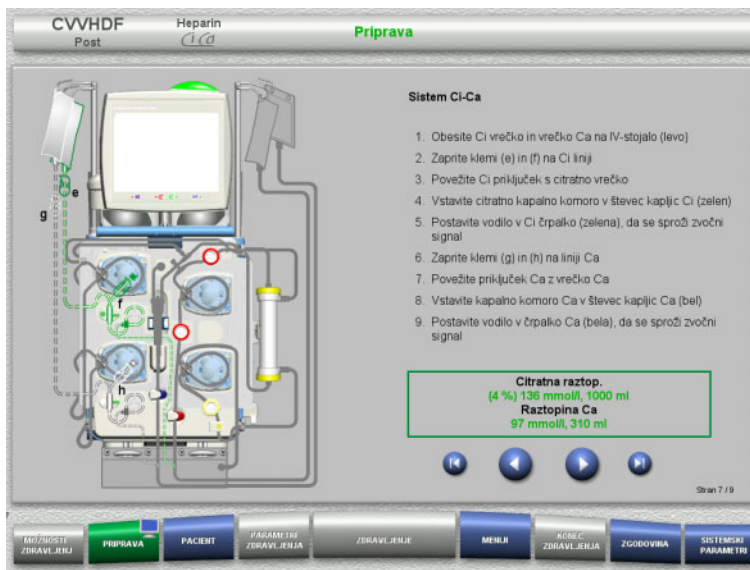 CVVHDF
Post
Heparin
Ci Ca
Priprava
Sistem Ci-Ca
1. Obesite Ci vrečko in vrečko Ca na IV-stojalo (levo)
2. Zaprite klemi (e) in (f) na Ci liniji
3. Povežite Ci priključek s citratno vrečko
4. Vstavite citratno kapalno komoro v števec kapljic Ci (zelen)
5. Postavite vodilo v Ci črpalko (zelena), da se sproži zvočni
signal
6. Zaprite klemi (g) in (h) na liniji Ca
7. Povežite priključek Ca z vrečko Ca
8. Vstavite kapalno komoro Ca v števec kapljic Ca (bel)
9. Postavite vodilo v črpalko Ca (bela), da se sproži zvočni
signal
e
g
f
h
Citratna raztop.
(4 %) 136 mmol/l, 1000 ml
Raztopina Ca
97 mmol/l, 310 ml
Stran 7 / 9
MOŽNOSTI
ZDRAVLJENJ
PRIPRAVA
PACIENT
PARAMETRI
ZDRAVLJENJA
ZDRAVLJENJE
MENIJI
KONEC
ZDRAVLJENJA
ZGODOVINA
SISTEMSKI
PARAMETRI